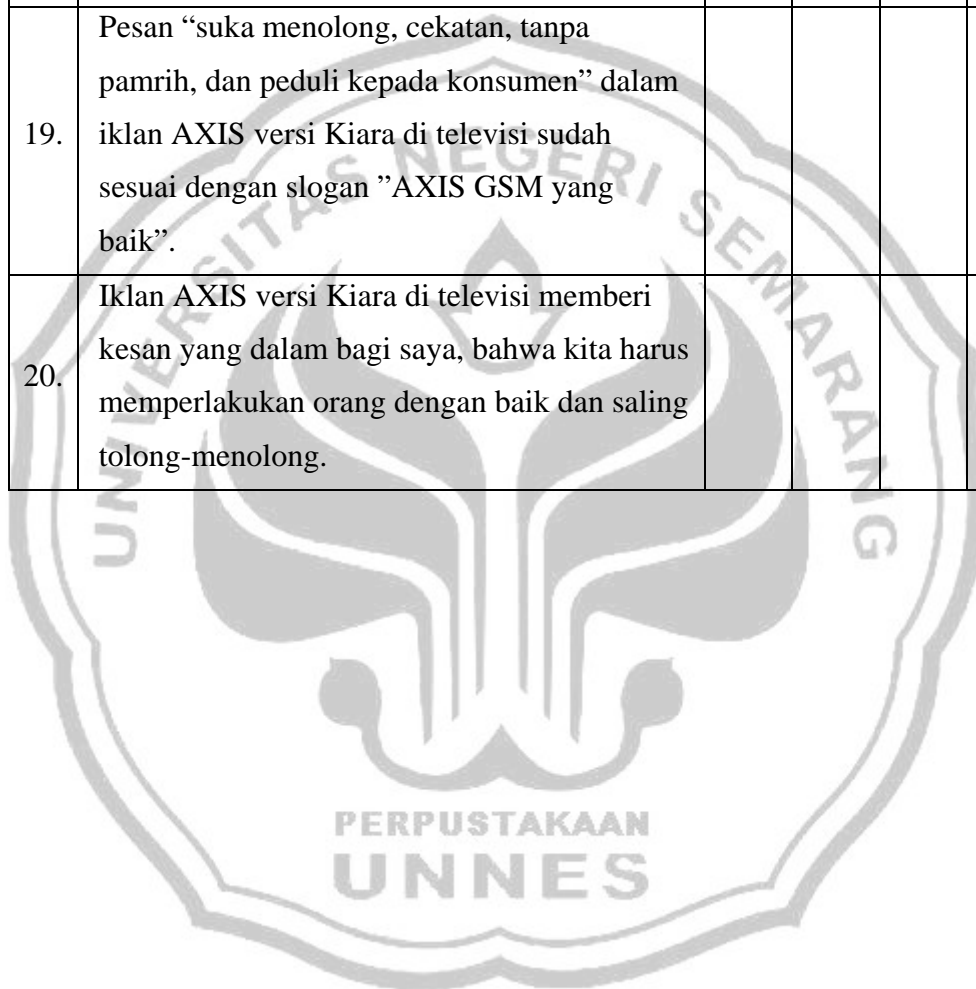 Pesan “suka menolong, cekatan, tanpa
pamrih, dan peduli kepada konsumen” dalam
19. iklan AXIS versi Kiara di televisi sudah
sesuai dengan slogan ”AXIS GSM yang
baik”.
Iklan AXIS versi Kiara di televisi memberi
kesan yang dalam bagi saya, bahwa kita harus
20.
memperlakukan orang dengan baik dan saling
tolong-menolong.
UNIVERSITAS NEGERI SEMARANG
PERPUSTAKAAN
UNNES